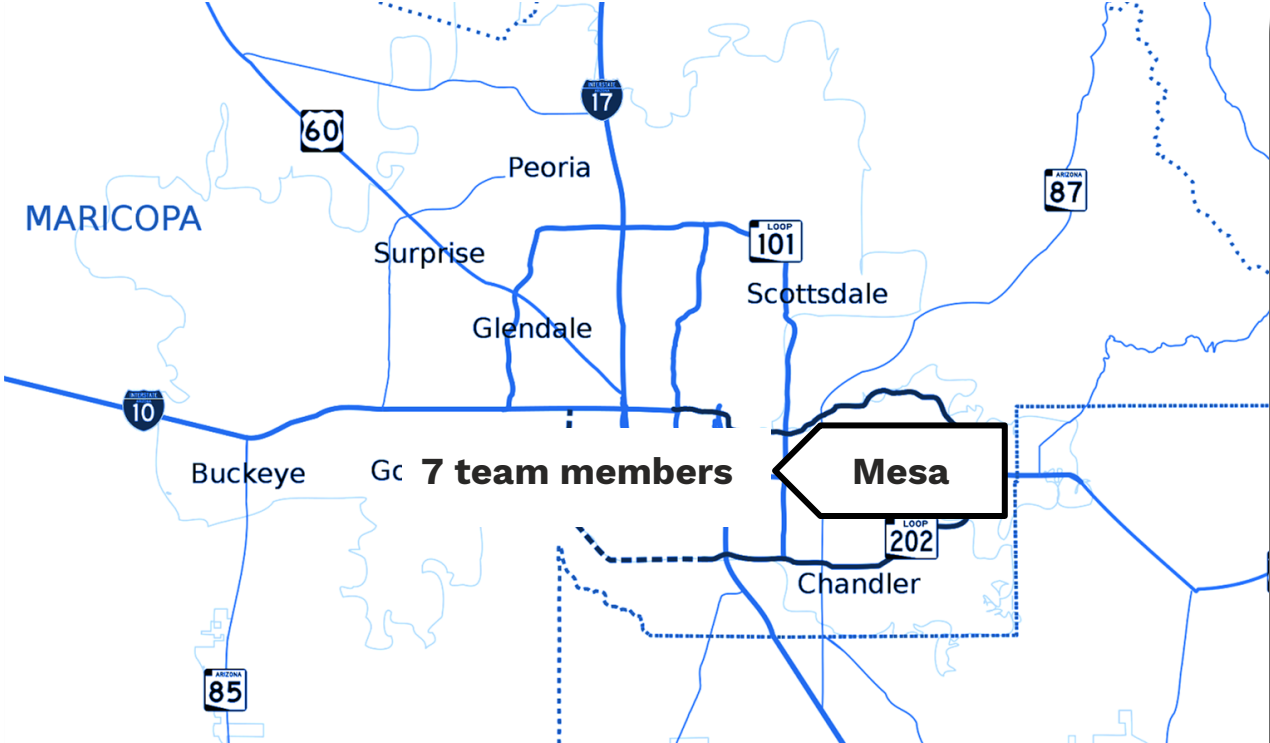 INTERSTATE
17
60
Peoria
ARIZONA
87
MARICOPA
LOOP
101
Surprise
Scottsdale
Glendale
INTERSTATE
10
Buckeye
7 team members
Mesa
LOOP
202
Chandler
ARIZONA
85